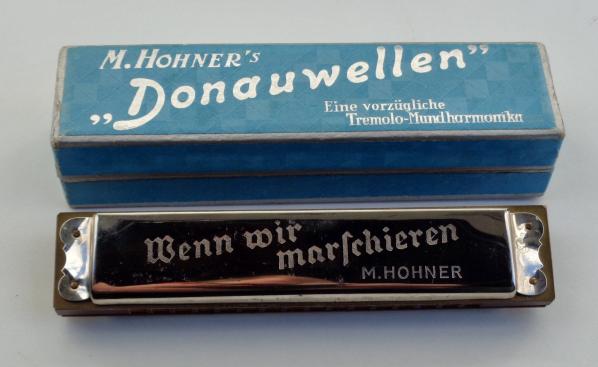 M. HOHNER's
„Donauwellen”
Eine vorzügliche
Tremolo-Mundharmonika
Wenn wir
marſchieren
M. HOHNER